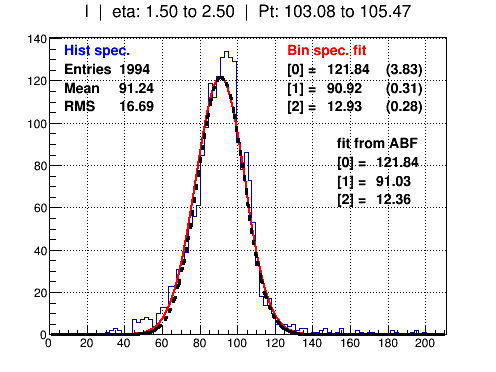 I | eta: 1.50 to 2.50 | Pt: 103.08 to 105.47
Hist spec.
Entries 1994
Mean 91.24
RMS 16.69
Bin spec. fit
[0] = 121.84 (3.83)
[1] = 90.92 (0.31)
[2] = 12.93 (0.28)
fit from ABF
[0] = 121.84
[1] = 91.03
[2] = 12.36
140
120
100
80
60
40
20
0
0 20 40 60 80 100 120 140 160 180 200